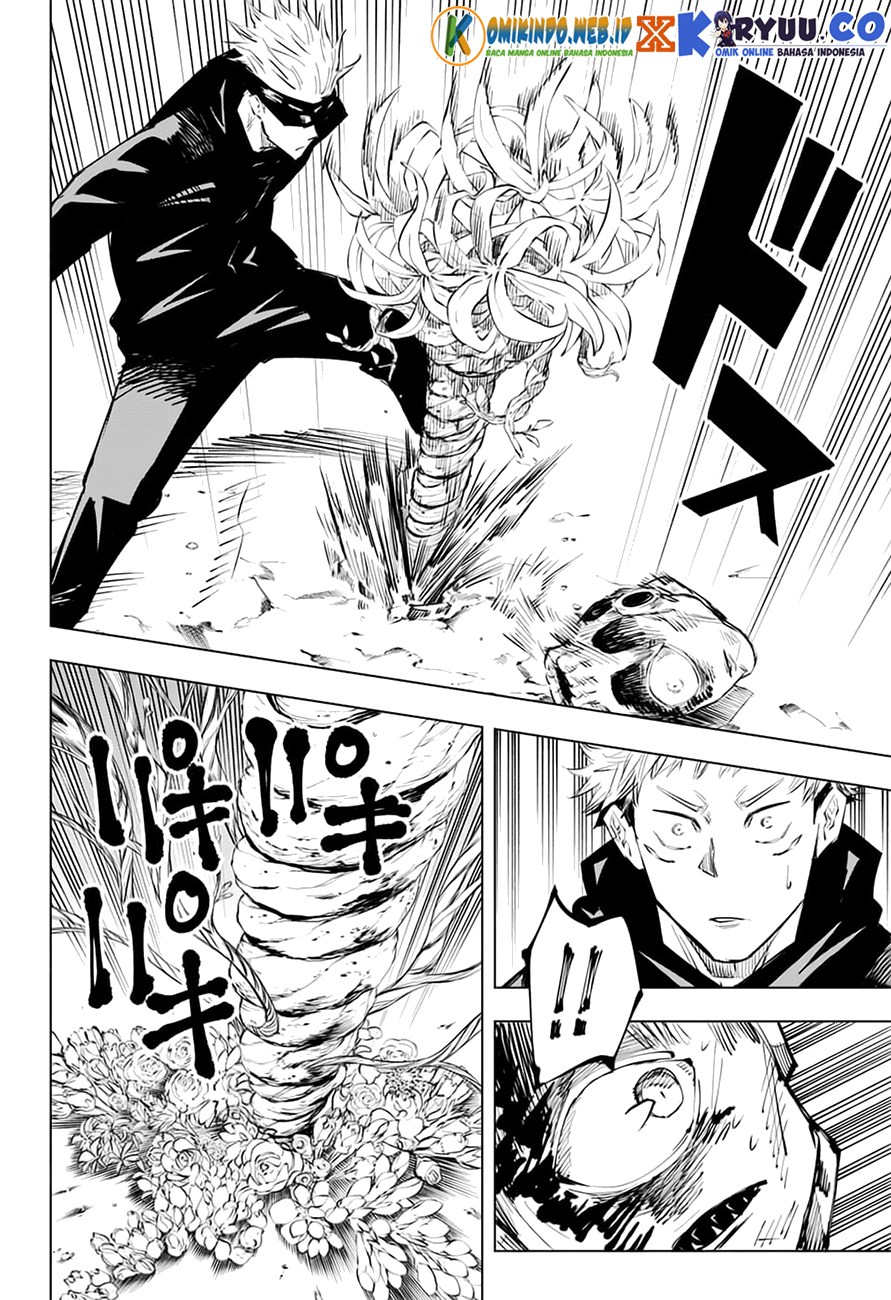 KOMIKINDO.WEB.ID X KIRYUU.CO
BACA MANGA ONLINE BAHASA INDONESIA
OMIK ONLINE BAHASA INDONESIA
ドス
!!
パキ
パキ
パキ